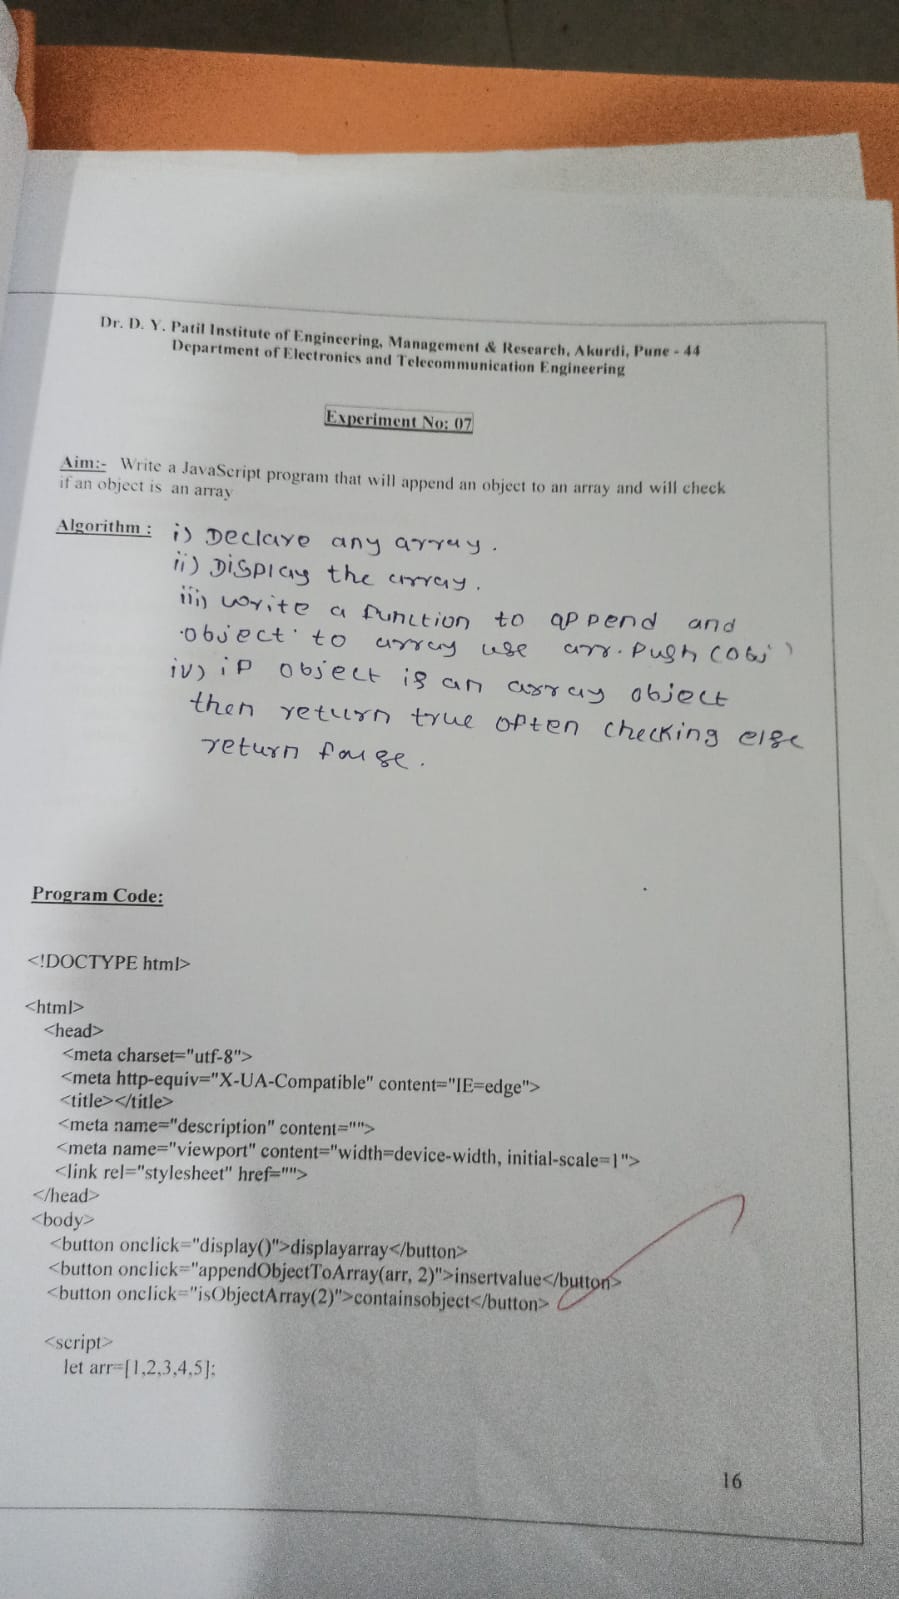 Dr. D. Y. Patil Institute of Engineering, Management & Research, Akurdi, Pune - 44
Department of Electronics and Telecommunication Engineering
Experiment No: 07
Aim:- Write a JavaScript program that will append an object to an array and will check
if an object is an array
Algorithm : i) Declare any array.
ii) Display the array.
iii) write a function to append and
object to array use arr.push(obj)
iv) if object is an array object
then return true often checking else
return false.
Program Code:
<!DOCTYPE html>
<html>
<head>
<meta charset="utf-8">
<meta http-equiv="X-UA-Compatible" content="IE=edge">
<title></title>
<meta name="description" content="">
<meta name="viewport" content="width=device-width, initial-scale=1">
<link rel="stylesheet" href="">
</head>
<body>
<button onclick="display()">displayarray</button>
<button onclick="appendObjectToArray(arr, 2)">insertvalue</button>
<button onclick="isObjectArray(2)">containsobject</button>
<script>
let arr=[1,2,3,4,5];
16